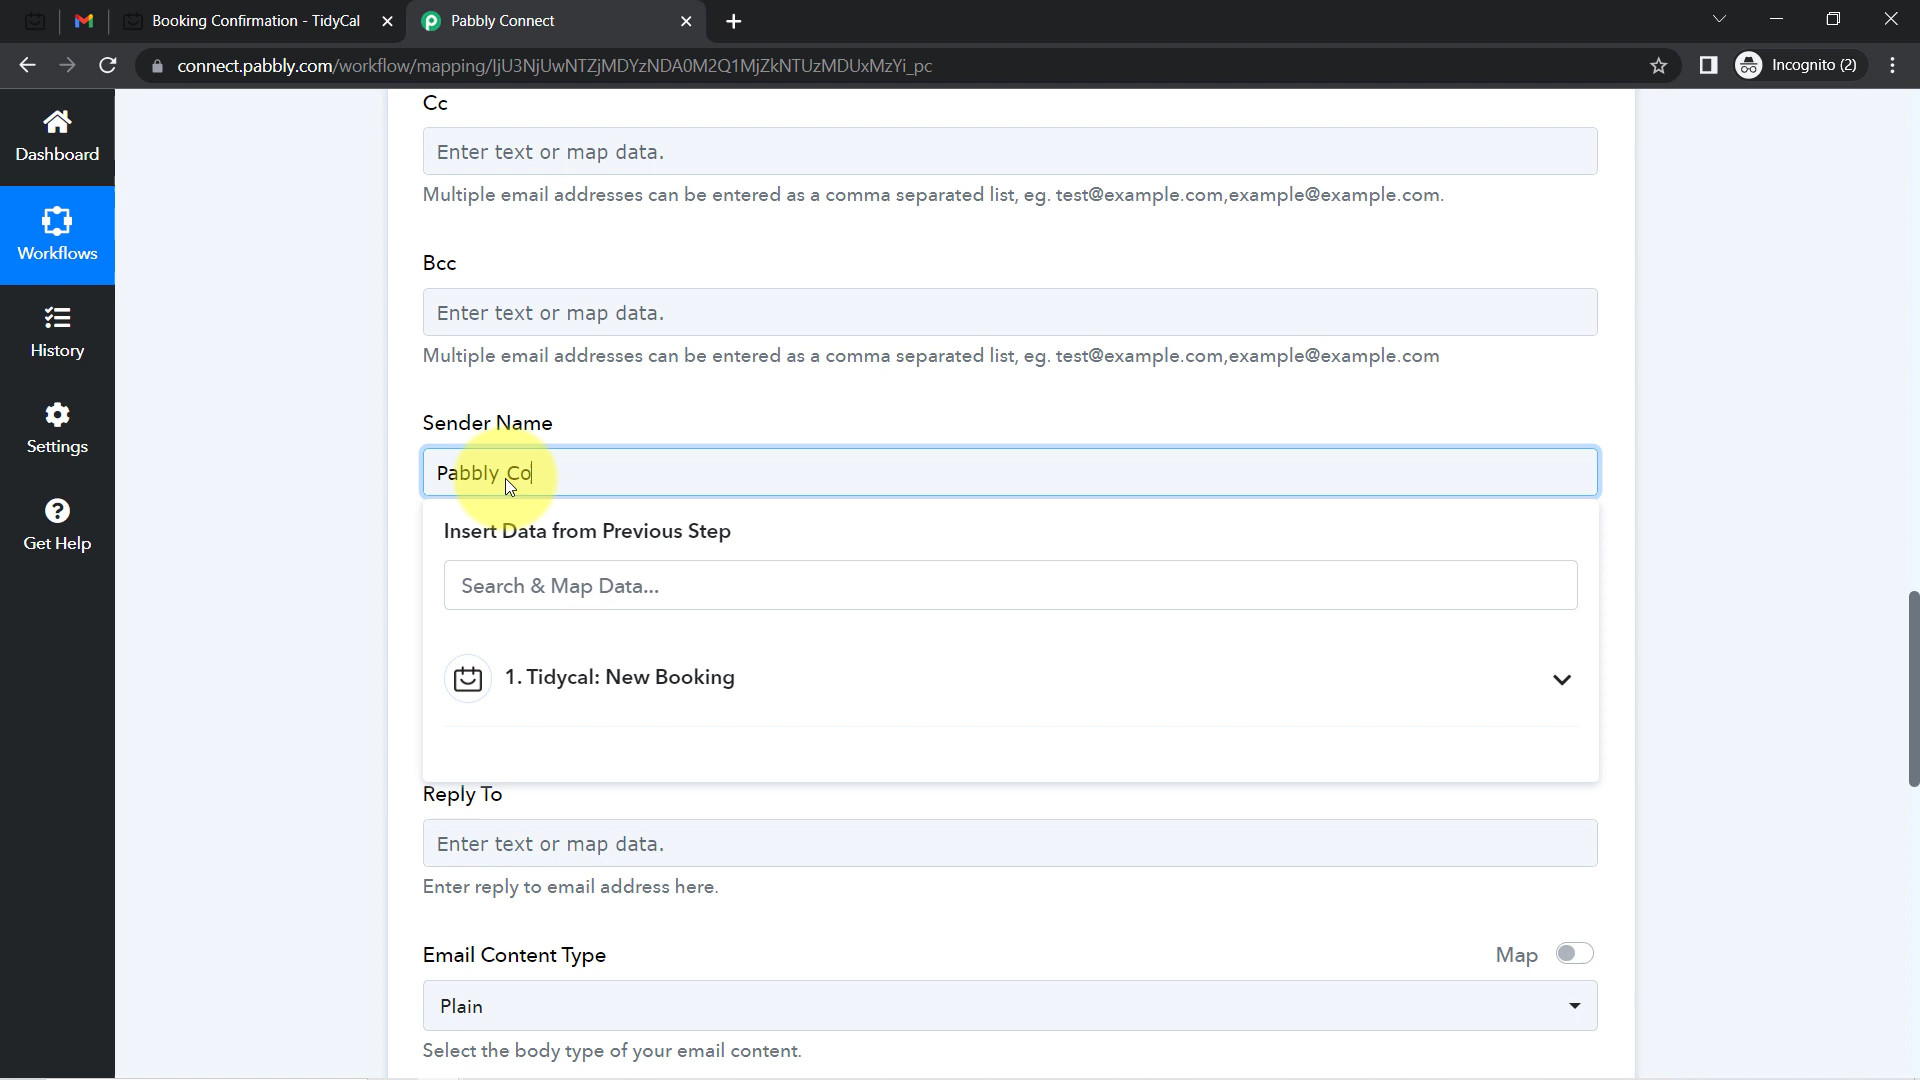 Booking Confirmation - TidyCal
Pabbly Connect
connect.pabbly.com/workflow/mapping/IjU3NjUwNTZjMDYzNDA0M2Q1MjZkNTUzMDUxMzYi_pc
Incognito (2)
Dashboard
Workflows
History
Settings
Get Help
Cc
Enter text or map data.
Multiple email addresses can be entered as a comma separated list, eg. test@example.com,example@example.com.
Bcc
Enter text or map data.
Multiple email addresses can be entered as a comma separated list, eg. test@example.com,example@example.com
Sender Name
Pabbly Co
Insert Data from Previous Step
Search & Map Data...
1. Tidycal: New Booking
Reply To
Enter text or map data.
Enter reply to email address here.
Email Content Type
Map
Plain
Select the body type of your email content.